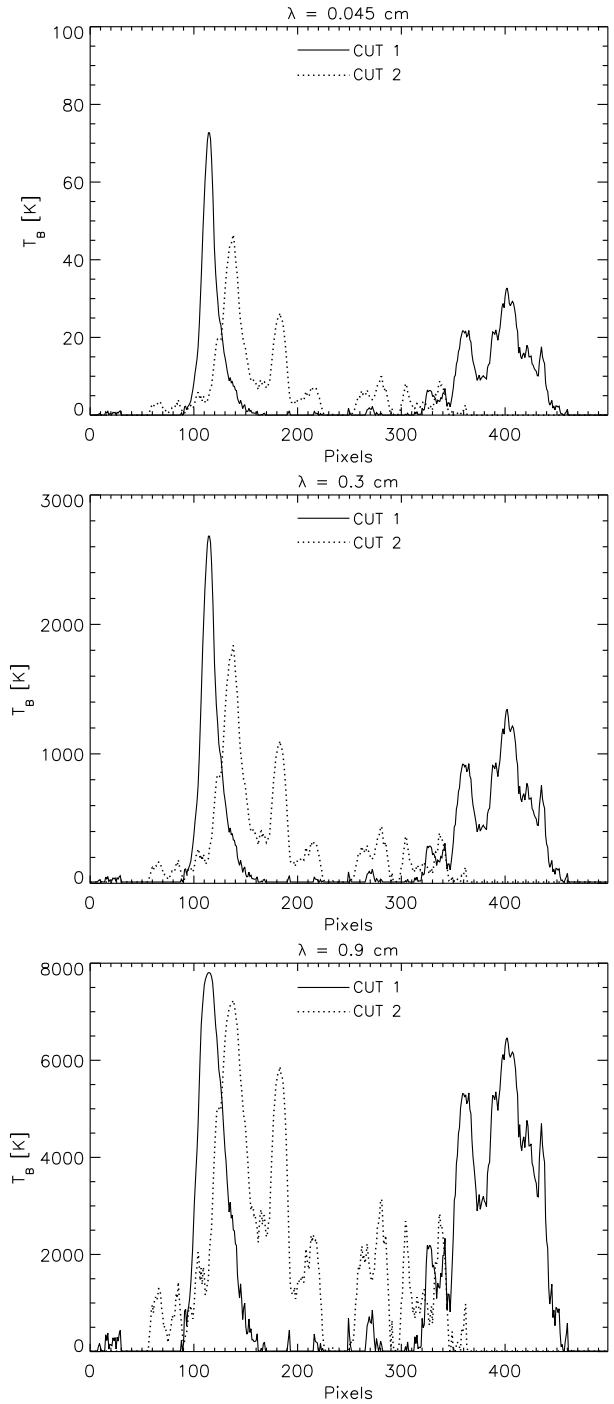 λ = 0.045 cm
100
80
60
40
20
0
T_B [K]
CUT 1
CUT 2
0 100 200 300 400
Pixels
λ = 0.3 cm
3000
2000
1000
0
T_B [K]
CUT 1
CUT 2
0 100 200 300 400
Pixels
λ = 0.9 cm
8000
6000
4000
2000
0
T_B [K]
CUT 1
CUT 2
0 100 200 300 400
Pixels